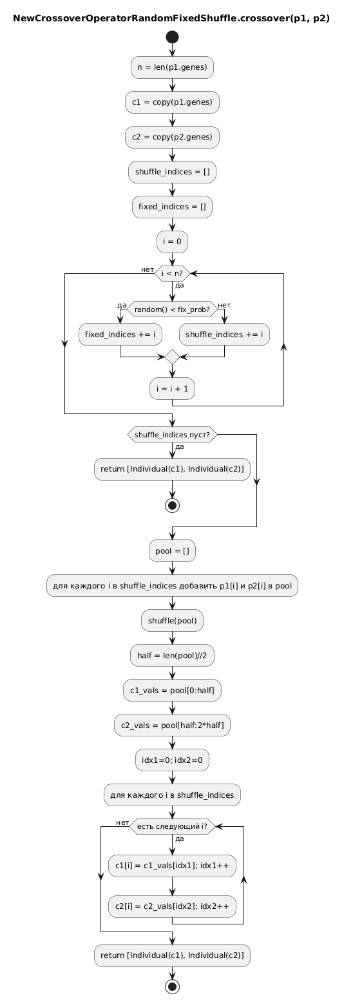 NewCrossoverOperatorRandomFixedShuffle.crossover(p1, p2)
n = len(p1.genes)
c1 = copy(p1.genes)
c2 = copy(p2.genes)
shuffle_indices = []
fixed_indices = []
i = 0
нет
i < n?
да
да
random() < fix_prob?
нет
fixed_indices += i
shuffle_indices += i
i = i + 1
shuffle_indices пуст?
да
return [Individual(c1), Individual(c2)]
pool = []
для каждого i в shuffle_indices добавить p1[i] и p2[i] в pool
shuffle(pool)
half = len(pool)//2
c1_vals = pool[0:half]
c2_vals = pool[half:2*half]
idx1=0; idx2=0
для каждого i в shuffle_indices
нет
есть следующий i?
да
c1[i] = c1_vals[idx1]; idx1++
c2[i] = c2_vals[idx2]; idx2++
return [Individual(c1), Individual(c2)]